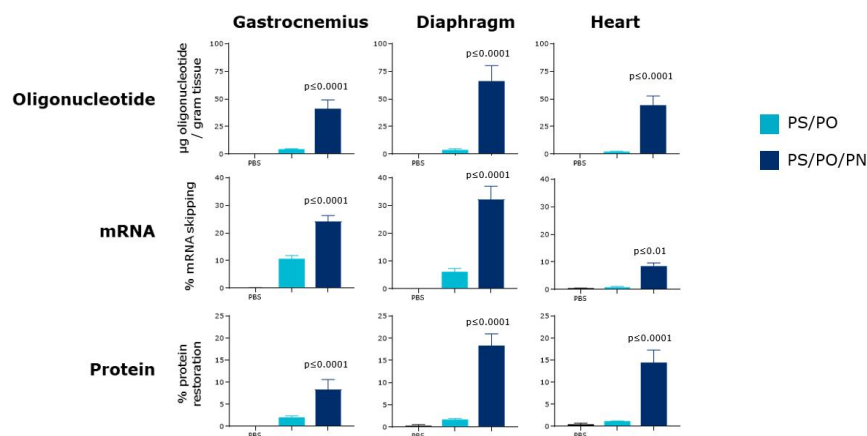 Gastrocnemius Diaphragm Heart
Oligonucleotide
µg oligonucleotide
/ gram tissue
100
75
50
25
0
p≤0.0001
PBS
100
75
50
25
0
p≤0.0001
PBS
100
75
50
25
0
p≤0.0001
PBS
PS/PO
PS/PO/PN
mRNA
% mRNA skipping
40
30
20
10
0
p≤0.0001
PBS
40
30
20
10
0
p≤0.0001
PBS
40
30
20
10
0
p≤0.01
PBS
Protein
% protein
restoration
25
20
15
10
5
0
p≤0.0001
PBS
25
20
15
10
5
0
p≤0.0001
PBS
25
20
15
10
5
0
p≤0.0001
PBS